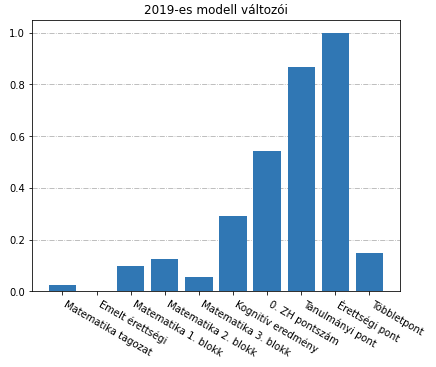 2019-es modell változói
1.0
0.8
0.6
0.4
0.2
0.0
Matematika tagozat
Emelt érettségi
Matematika 1. blokk
Matematika 2. blokk
Matematika 3. blokk
Kognitív eredmény
0. ZH pontszám
Tanulmányi pont
Érettségi pont
Többletpont